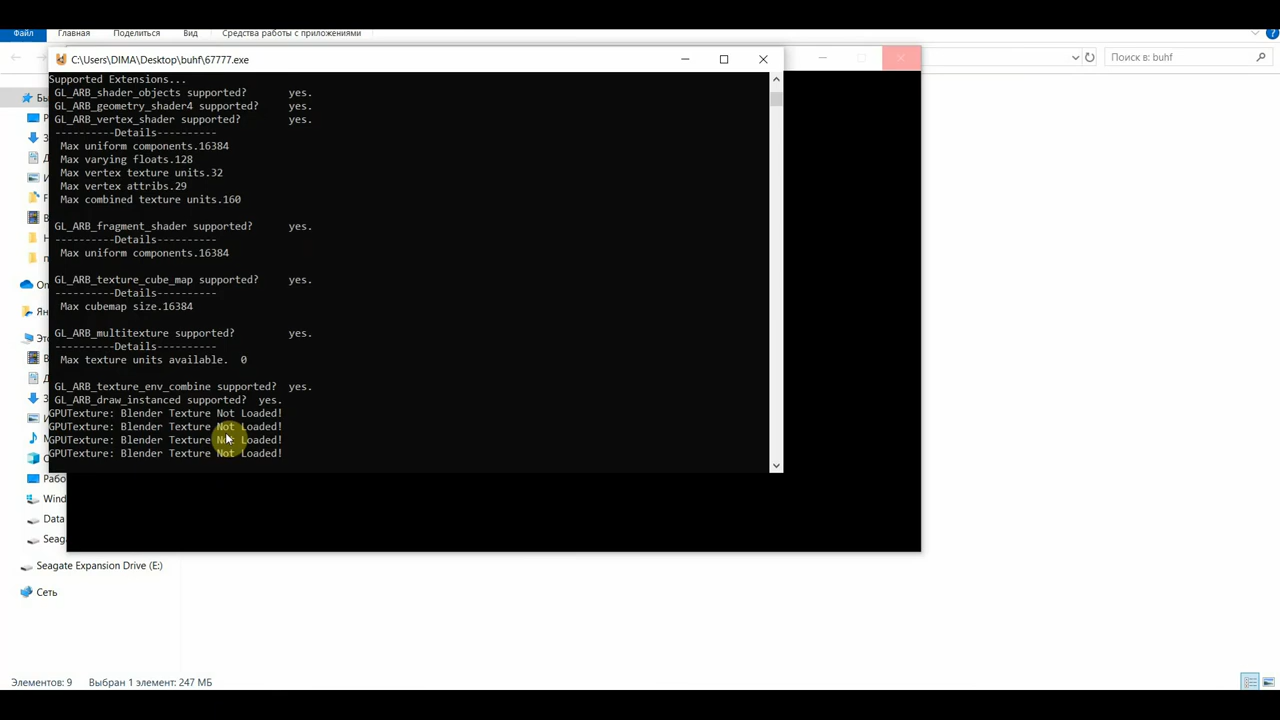 Файл Главная Поделиться Вид Средства работы с приложениями
C:\Users\DIMA\Desktop\buhf\67777.exe
Поиск в: buhf
Supported Extensions...
GL_ARB_shader_objects supported? yes.
GL_ARB_geometry_shader4 supported? yes.
GL_ARB_vertex_shader supported? yes.
----------Details----------
Max uniform components.16384
Max varying floats.128
Max vertex texture units.32
Max vertex attribs.29
Max combined texture units.160
GL_ARB_fragment_shader supported? yes.
----------Details----------
Max uniform components.16384
GL_ARB_texture_cube_map supported? yes.
----------Details----------
Max cubemap size.16384
GL_ARB_multitexture supported? yes.
----------Details----------
Max texture units available. 0
GL_ARB_texture_env_combine supported? yes.
GL_ARB_draw_instanced supported? yes.
GPUTexture: Blender Texture Not Loaded!
GPUTexture: Blender Texture Not Loaded!
GPUTexture: Blender Texture Not Loaded!
GPUTexture: Blender Texture Not Loaded!
Рабо
Wind
Data
Seaga
Seagate Expansion Drive (E:)
Сеть
Элементов: 9 Выбран 1 элемент: 247 МБ